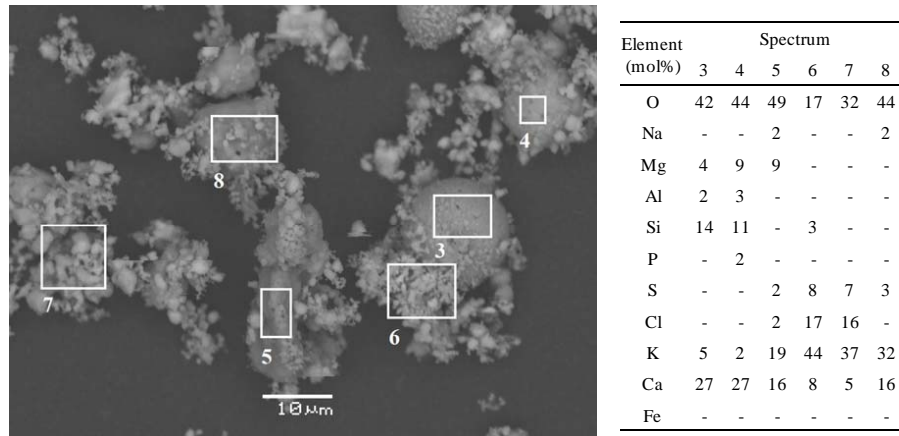 4
8
3
7
6
5
10μm
Element (mol%) Spectrum
3 4 5 6 7 8
O 42 44 49 17 32 44
Na - - 2 - - 2
Mg 4 9 9 - - -
Al 2 3 - - - -
Si 14 11 - 3 - -
P - 2 - - - -
S - - 2 8 7 3
Cl - - 2 17 16 -
K 5 2 19 44 37 32
Ca 27 27 16 8 5 16
Fe - - - - - -